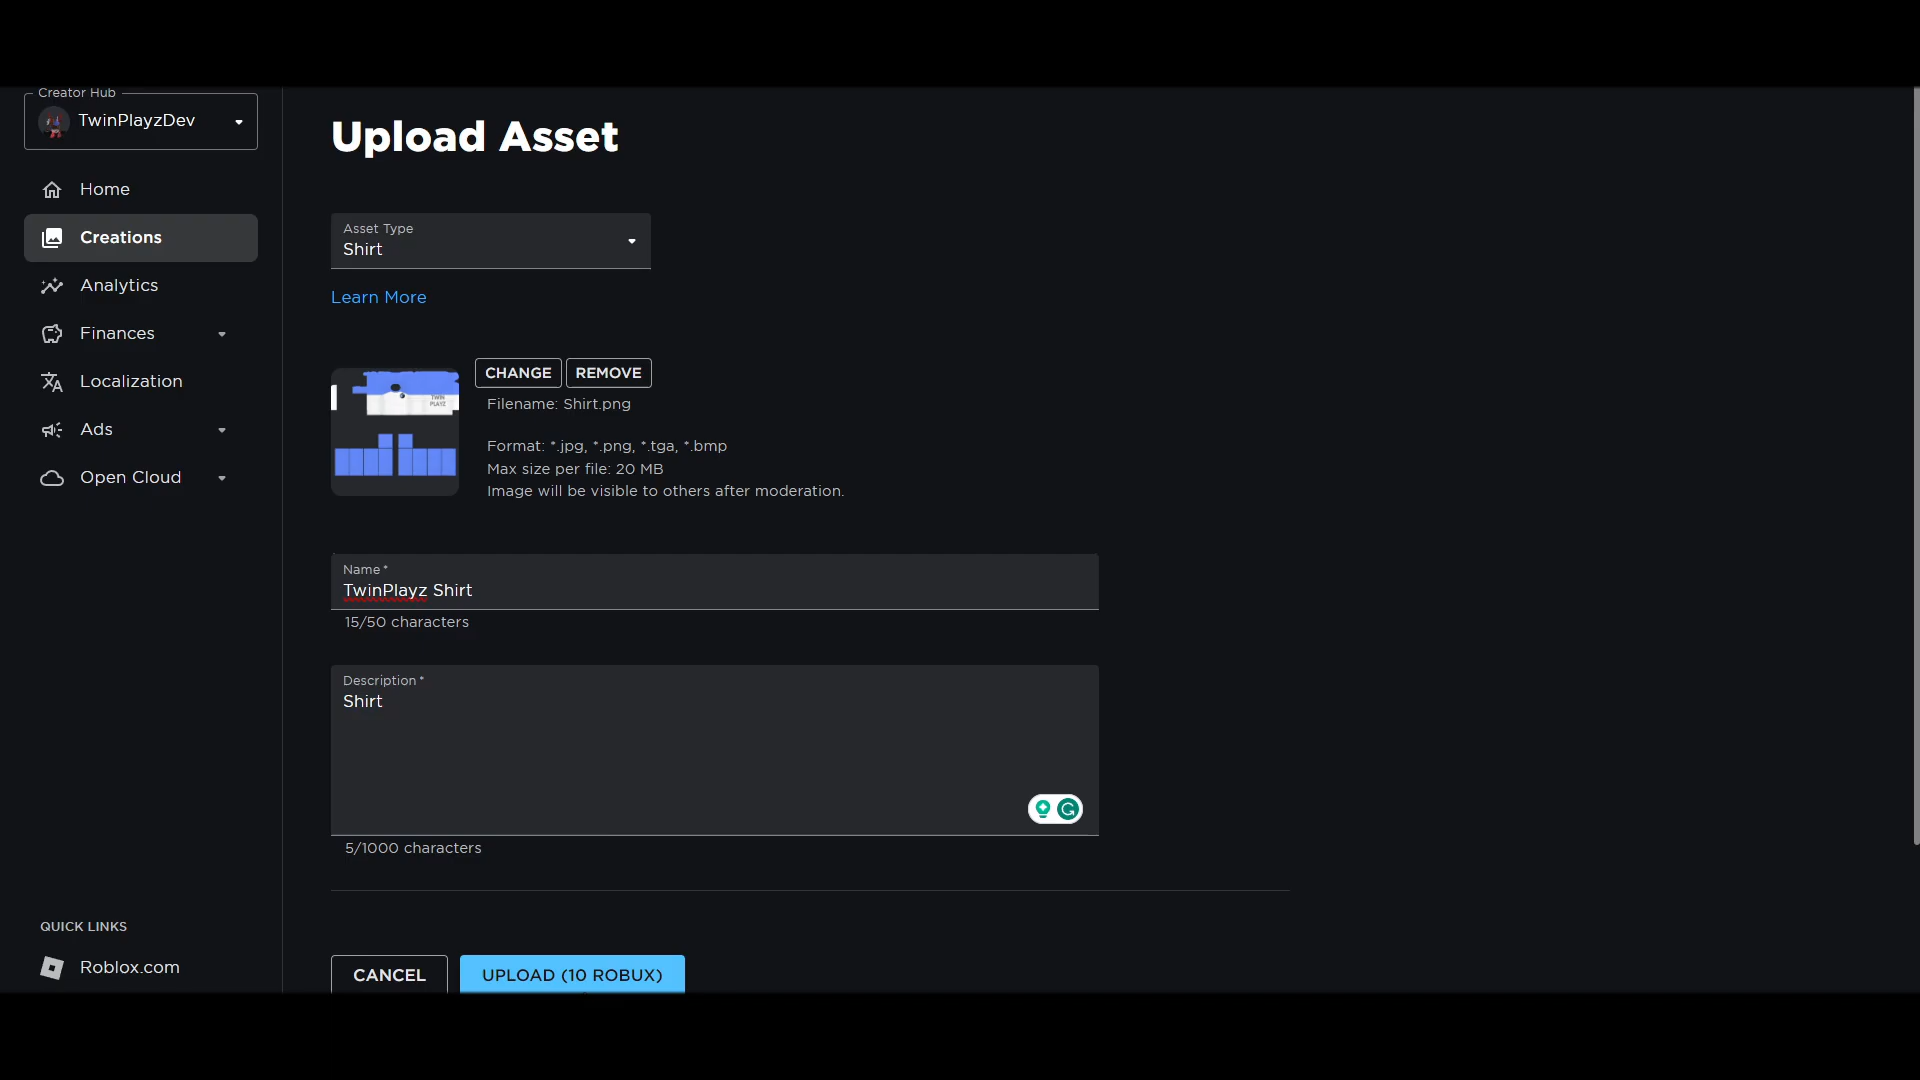 Creator Hub
TwinPlayzDev
Home
Creations
Analytics
Finances
Localization
Ads
Open Cloud
QUICK LINKS
Roblox.com
Upload Asset
Asset Type
Shirt
Learn More
TWIN
PLAYZ
CHANGE REMOVE
Filename: Shirt.png
Format: *.jpg, *.png, *.tga, *.bmp
Max size per file: 20 MB
Image will be visible to others after moderation.
Name *
TwinPlayz Shirt
15/50 characters
Description *
Shirt
5/1000 characters
CANCEL UPLOAD (10 ROBUX)